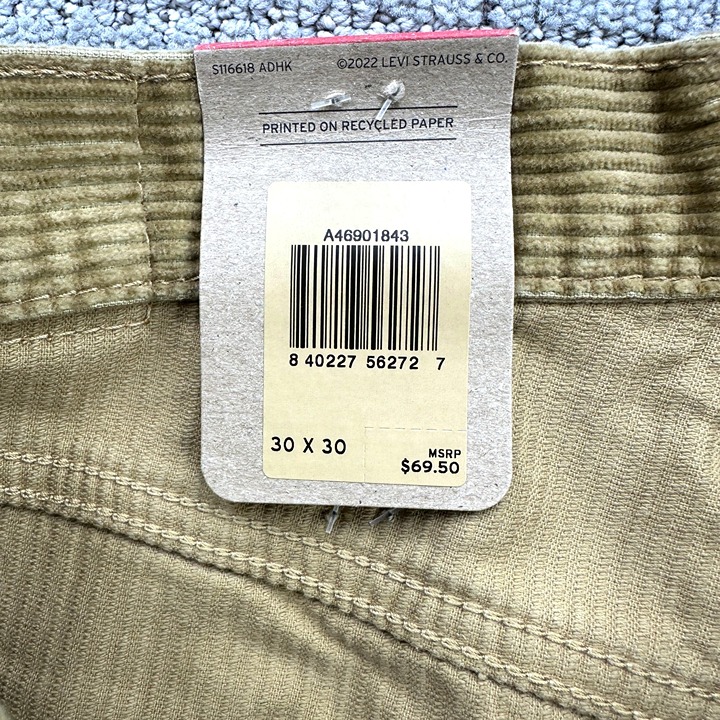 S116618 ADHK ©2022 LEVI STRAUSS & CO.
PRINTED ON RECYCLED PAPER
A46901843
8 40227 56272 7
30 X 30
MSRP
$69.50